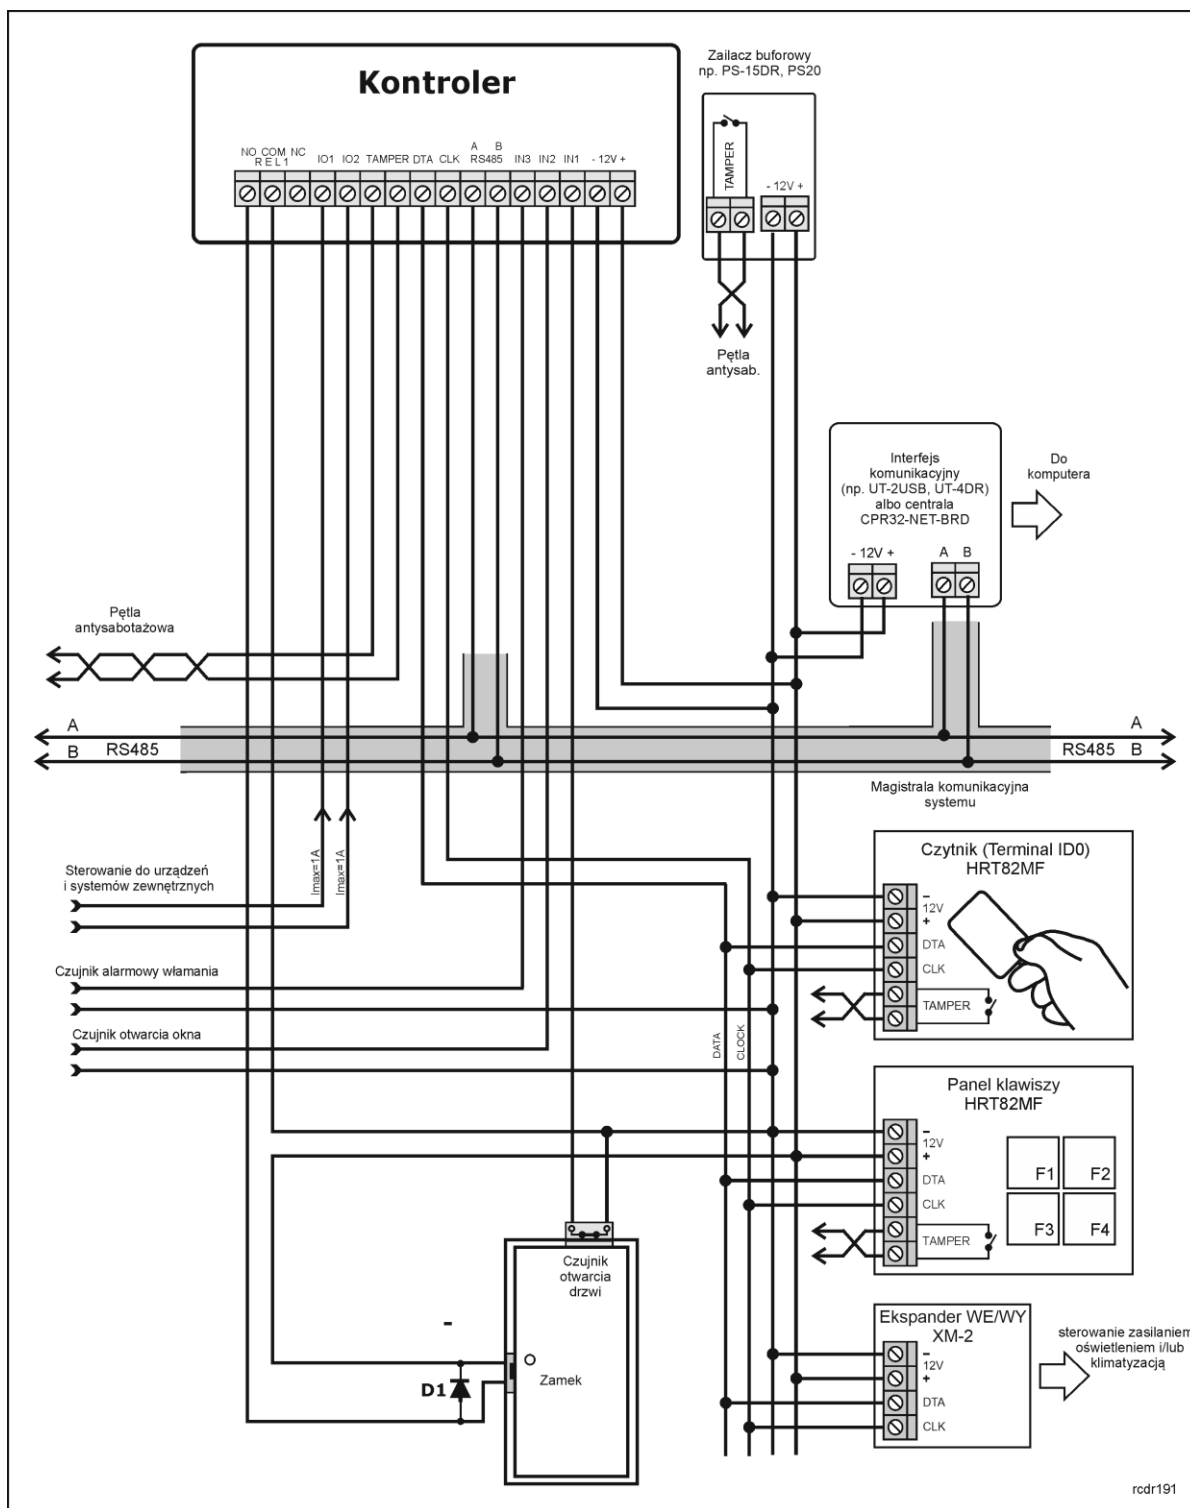 Kontroler
NO COM NC
REL1
IO1 IO2 TAMPER DTA CLK
A B
RS485
IN3 IN2 IN1 - 12V +
Zailacz buforowy
np. PS-15DR, PS20
TAMPER
- 12V +
Pętla
antysab.
Interfejs
komunikacyjny
(np. UT-2USB, UT-4DR)
albo centrala
CPR32-NET-BRD
- 12V +
A B
Do
komputera
Pętla
antysabotażowa
A
B
RS485
RS485
A
B
Magistrala komunikacyjna
systemu
Sterowanie do urządzeń
i systemów zewnętrznych
Imax=1A
Imax=1A
Czujnik alarmowy włamania
Czujnik otwarcia okna
DATA
CLOCK
Czytnik (Terminal ID0)
HRT82MF
-
12V
+
DTA
CLK
TAMPER
Panel klawiszy
HRT82MF
-
12V
+
DTA
CLK
TAMPER
F1 F2
F3 F4
Czujnik
otwarcia
drzwi
-
D1
Zamek
Ekspander WE/WY
XM-2
-
12V
+
DTA
CLK
sterowanie zasilaniem
oświetleniem i/lub
klimatyzacją
rcdr191